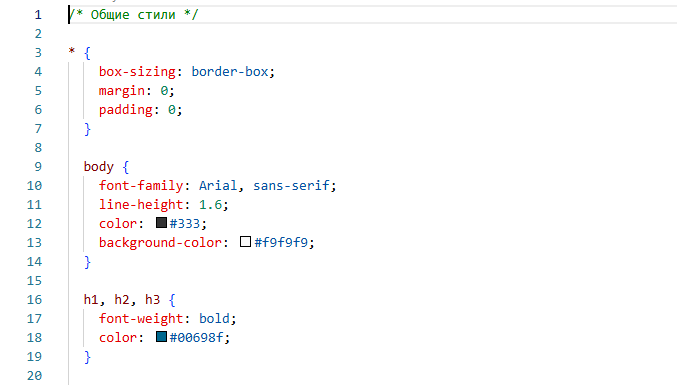 1 /* Общие стили */
2
3 * {
4 box-sizing: border-box;
5 margin: 0;
6 padding: 0;
7 }
8
9 body {
10 font-family: Arial, sans-serif;
11 line-height: 1.6;
12 color: #333;
13 background-color: #f9f9f9;
14 }
15
16 h1, h2, h3 {
17 font-weight: bold;
18 color: #00698f;
19 }
20